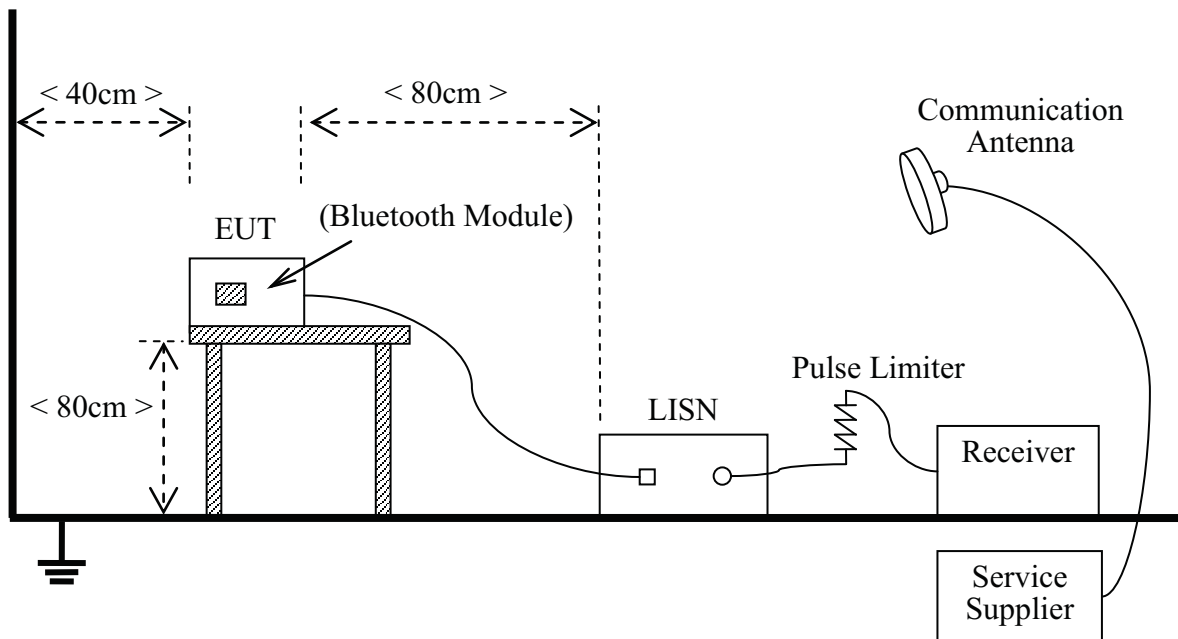 < 40cm >
< 80cm >
Communication
Antenna
(Bluetooth Module)
EUT
Pulse Limiter
< 80cm >
LISN
Receiver
Service
Supplier